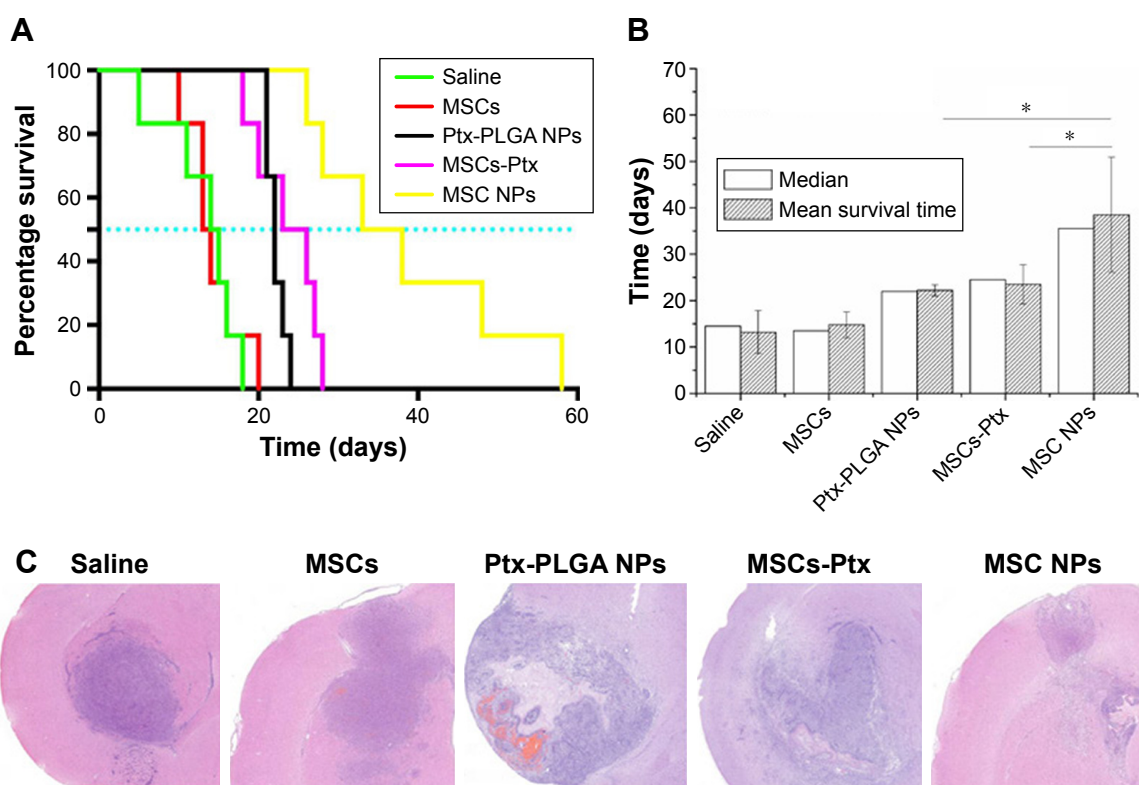 A
Percentage survival
100
80
60
40
20
0
0
20
40
60
Time (days)
Saline
MSCs
Ptx-PLGA NPs
MSCs-Ptx
MSC NPs
B
Time (days)
70
60
50
40
30
20
10
0
*
*
Median
Mean survival time
Saline
MSCs
Ptx-PLGA NPs
MSCs-Ptx
MSC NPs
C
Saline
MSCs
Ptx-PLGA NPs
MSCs-Ptx
MSC NPs